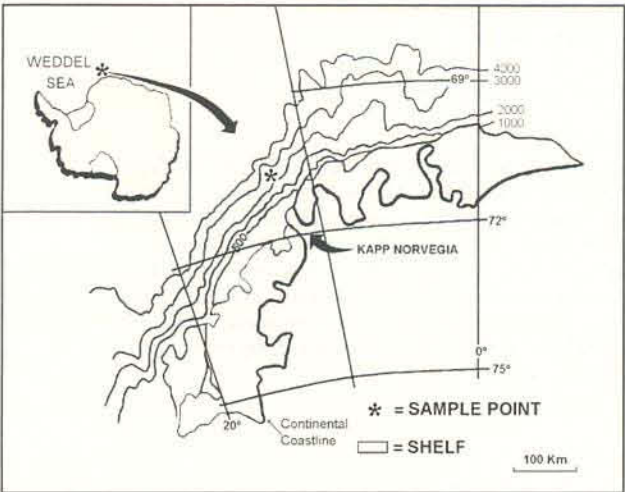 WEDDEL
SEA
*
4000
69°
3000
2000
1000
*
72°
500
KAPP NORVEGIA
0°
75°
* = SAMPLE POINT
20°
Continental
Coastline
= SHELF
100 Km